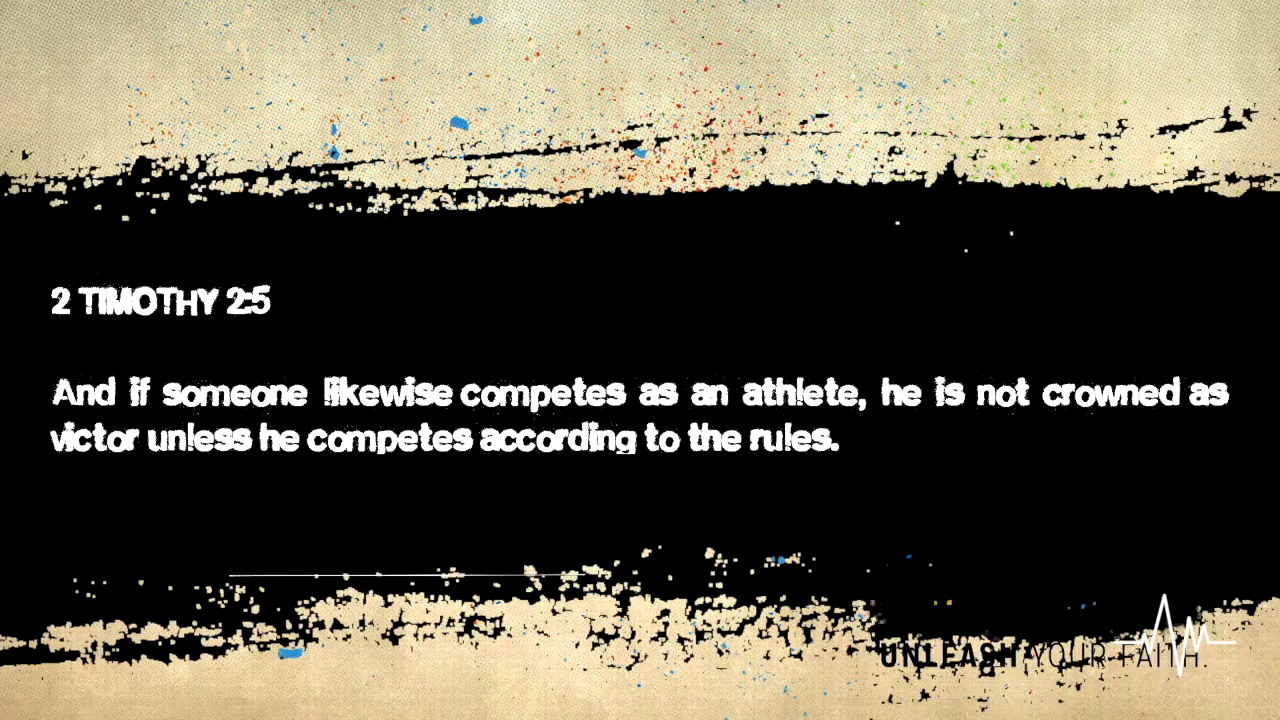 2 TIMOTHY 2:5
And if someone likewise competes as an athlete, he is not crowned as
victor unless he competes according to the rules.
UNLEASH YOUR FAITH.